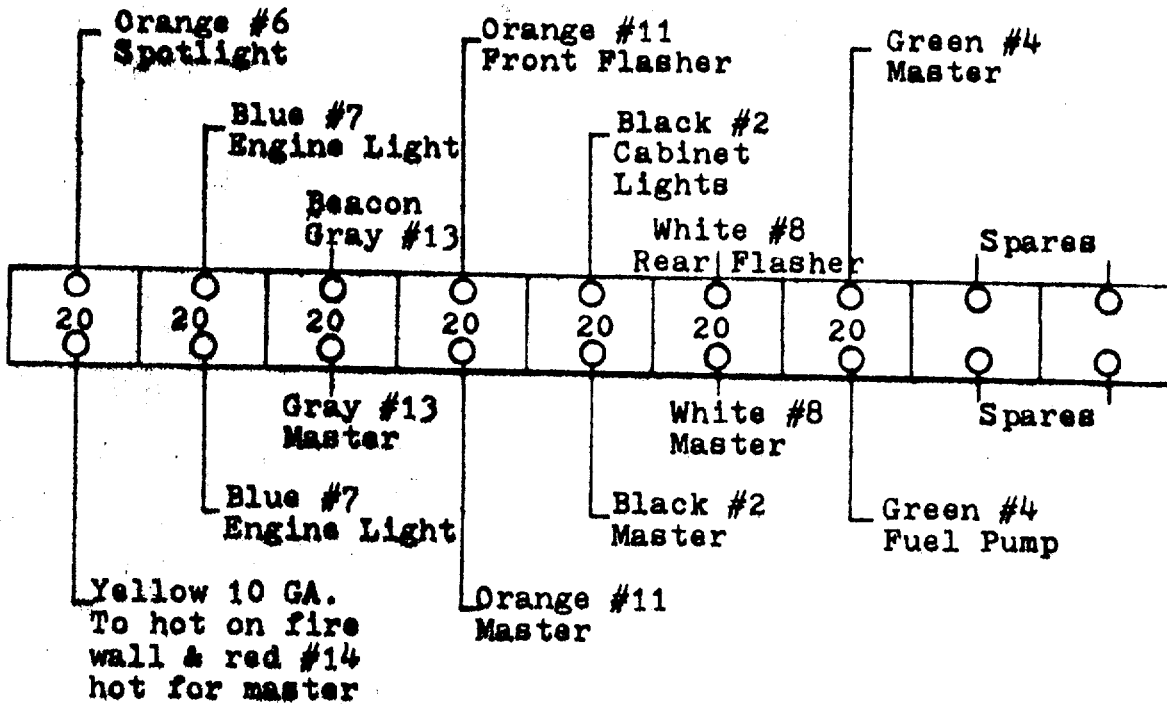 Orange #6
Spotlight
Orange #11
Front Flasher
Green #4
Master
Blue #7
Engine Light
Black #2
Cabinet
Lights
Beacon
Gray #13
White #8
Rear Flasher
Spares
20
20
20
20
20
20
20
Gray #13
Master
White #8
Master
Spares
Blue #7
Engine Light
Black #2
Master
Green #4
Fuel Pump
Yellow 10 GA.
To hot on fire
wall & red #14
hot for master
Orange #11
Master